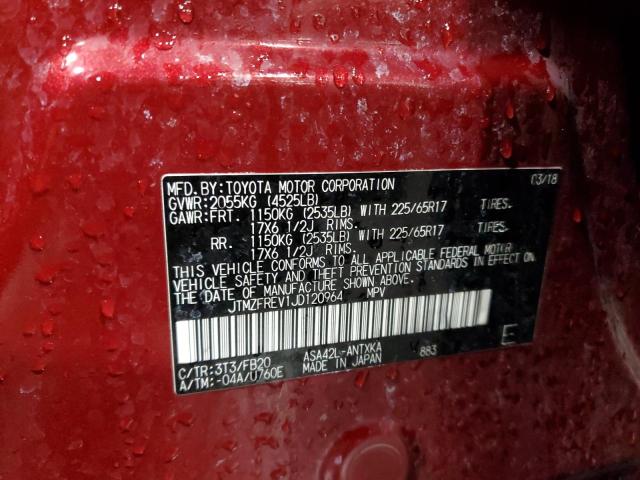 MFD. BY:TOYOTA MOTOR CORPORATION 03/18
GVWR:2055KG (4525LB)
GAWR:FRT. 1150KG (2535LB) WITH 225/65R17 TIRES.
17X6 1/2J RIMS.
RR. 1150KG (2535LB) WITH 225/65R17 TIRES.
17X6 1/2J RIMS.
THIS VEHICLE CONFORMS TO ALL APPLICABLE FEDERAL MOTOR
VEHICLE SAFETY AND THEFT PREVENTION STANDARDS IN EFFECT ON
THE DATE OF MANUFACTURE SHOWN ABOVE.
JTMZFREV1JD120964 MPV
E
C/TR:3T3/FB20 ASA42L-ANTXKA
A/TM:-04A/U760E MADE IN JAPAN 883